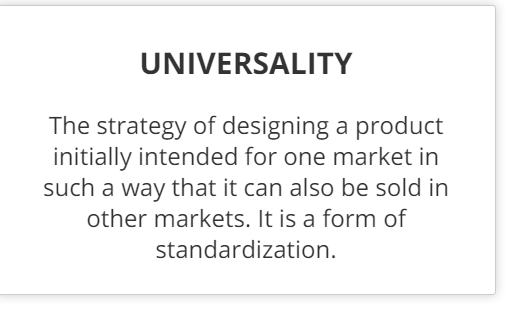 UNIVERSALITY
The strategy of designing a product
initially intended for one market in
such a way that it can also be sold in
other markets. It is a form of
standardization.